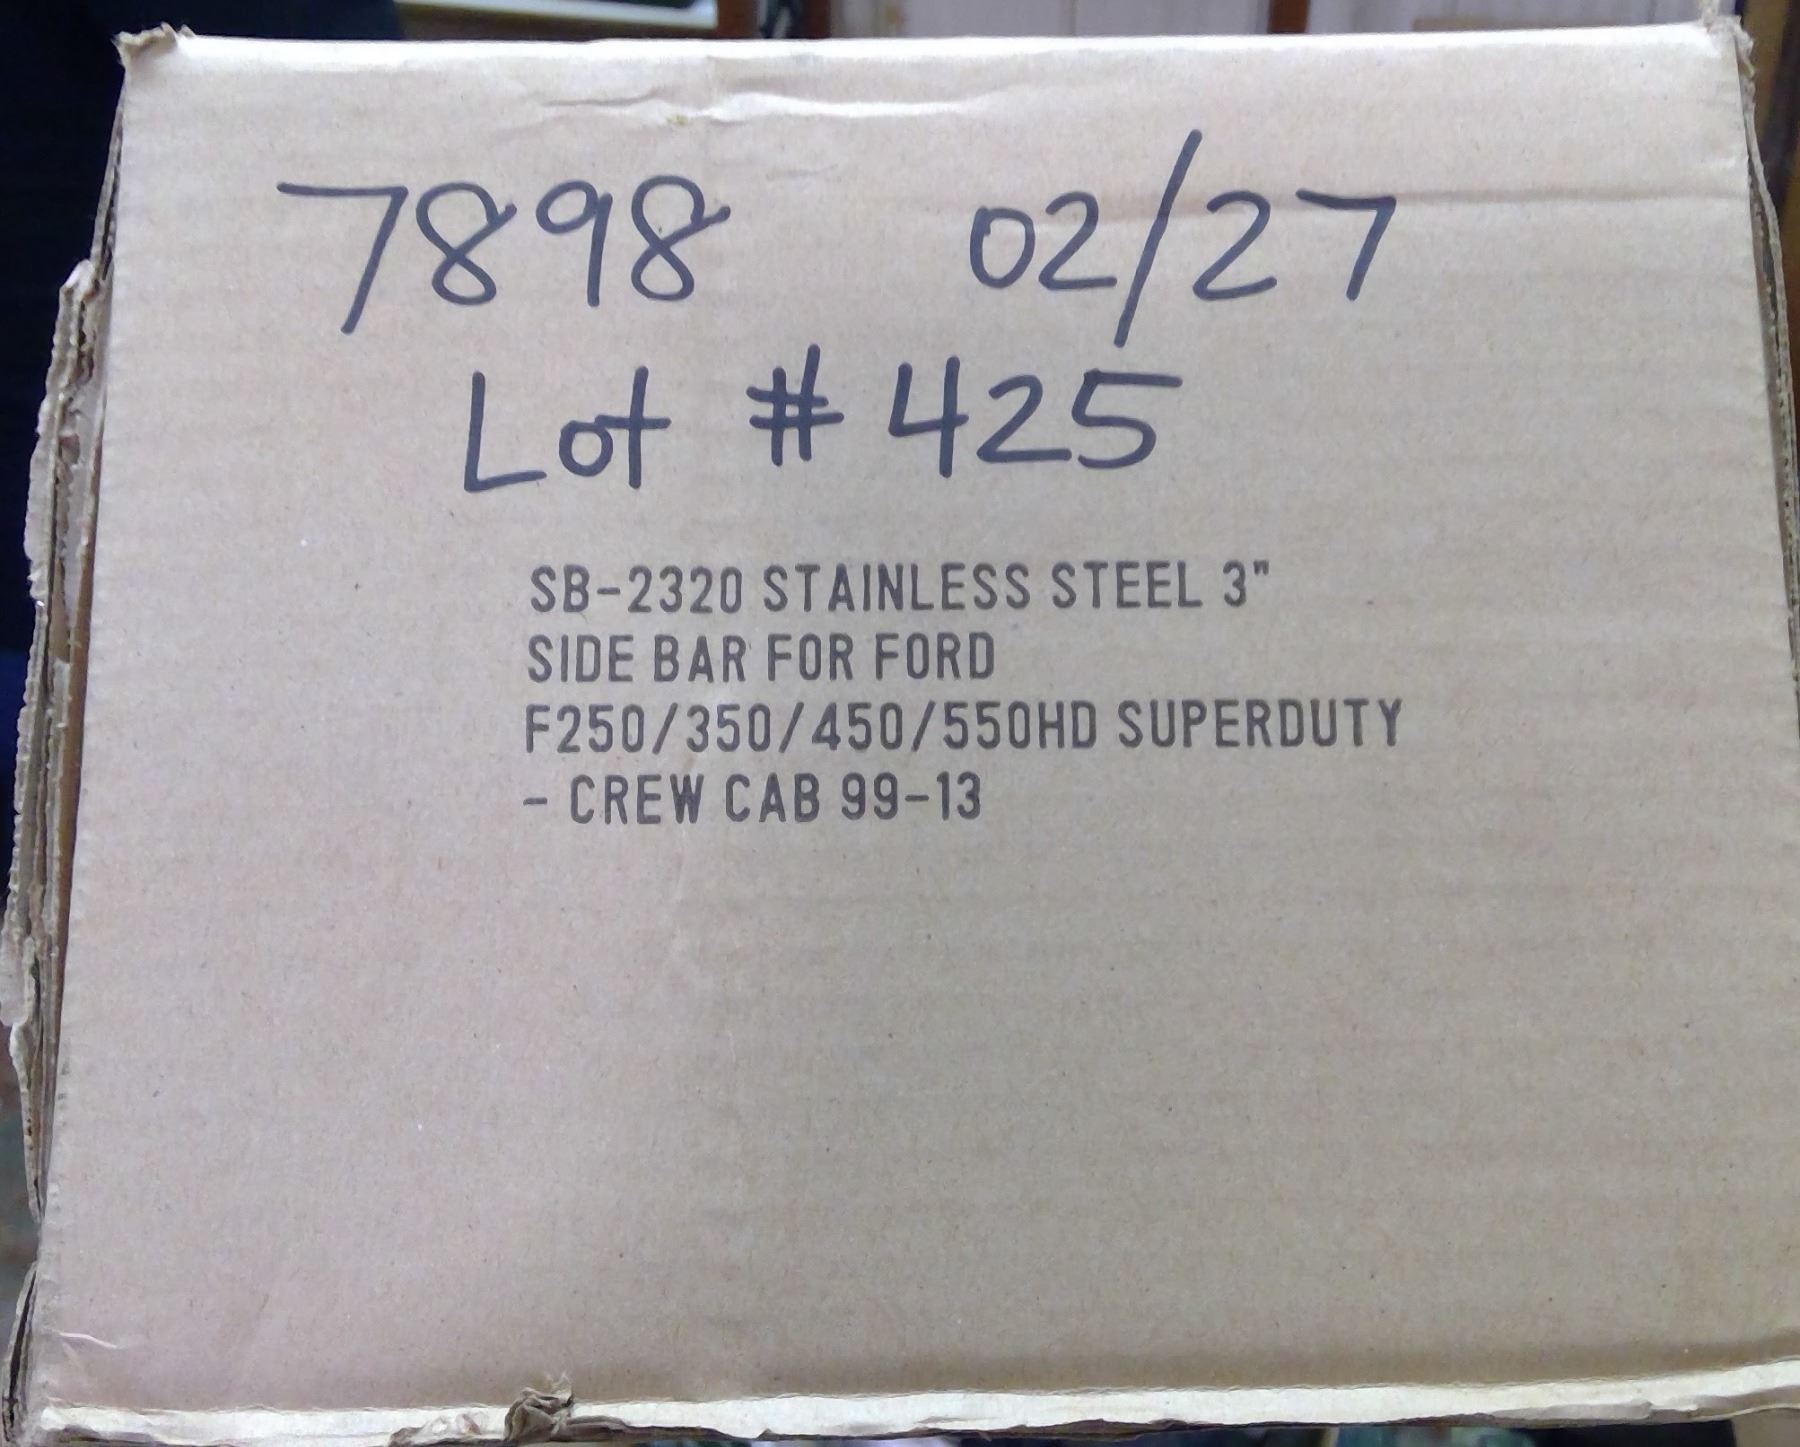 7898 02/27
Lot # 425
SB-2320 STAINLESS STEEL 3"
SIDE BAR FOR FORD
F250/350/450/550HD SUPERDUTY
- CREW CAB 99-13